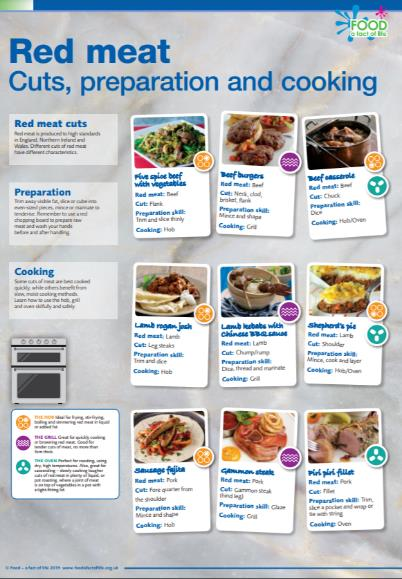 FOOD
a fact of life
Red meat
Cuts, preparation and cooking
Red meat cuts
Red meat is produced to high standards
in England, Northern Ireland and
Wales. Different cuts of red meat
have different characteristics.
Preparation
Trim away visible fat, slice or cube into
even-sized pieces, mince or marinate to
tenderise. Remember to use a red
chopping board to prepare raw
meat and wash your hands
before and after handling.
Cooking
Some cuts of meat are best cooked
quickly, while others benefit from
slow, moist cooking methods.
Learn how to use the hob, grill
and oven skilfully and safely.
THE HOB Ideal for frying, stir-frying,
boiling and simmering red meat in liquid
or added fat
THE GRILL Great for quickly cooking
or browning red meat. Good for
tender cuts of meat, no more than
THE OVEN Perfect for cooking, using
dry, high temperatures. Also, great for
casseroling – slowly cooking tougher
cuts of red meat in plenty of liquid, or
pot roasting, where a joint of meat
is on top of vegetables in a pot with
a tight-fitting lid
Five spice beef
with vegetables
Red meat: Beef
Cut: Flank
Preparation skill:
Trim and slice thinly
Cooking: Hob
Beef burgers
Red meat: Beef
Cut: Neck, clod,
brisket, flank
Preparation skill:
Mince and shape
Cooking: Grill
Beef casserole
Red meat: Beef
Cut: Chuck
Preparation skill:
Dice
Cooking: Hob/Oven
Lamb rogan josh
Red meat: Lamb
Cut: Leg steaks
Preparation skill:
Trim and dice
Cooking: Hob
Lamb kebabs with
Chinese BBQ sauce
Red meat: Lamb
Cut: Chump/rump
Preparation skill:
Dice, thread and marinate
Cooking: Grill
Shepherd's pie
Red meat: Lamb
Cut: Shoulder
Preparation skill:
Mince, cook and layer
Cooking: Hob/Oven
Sausage fajita
Red meat: Pork
Cut: Fore quarter from
the shoulder
Preparation skill:
Mince and shape
Cooking: Hob
Gammon steak
Red meat: Pork
Cut: Gammon steak
(hind leg)
Preparation skill: Glaze
Cooking: Grill
Piri piri fillet
Red meat: Pork
Cut: Fillet
Preparation skill: Trim,
slice a pocket and wrap or
tie with string
Cooking: Oven
© Food – a fact of life 2019 www.foodafactoflife.org.uk